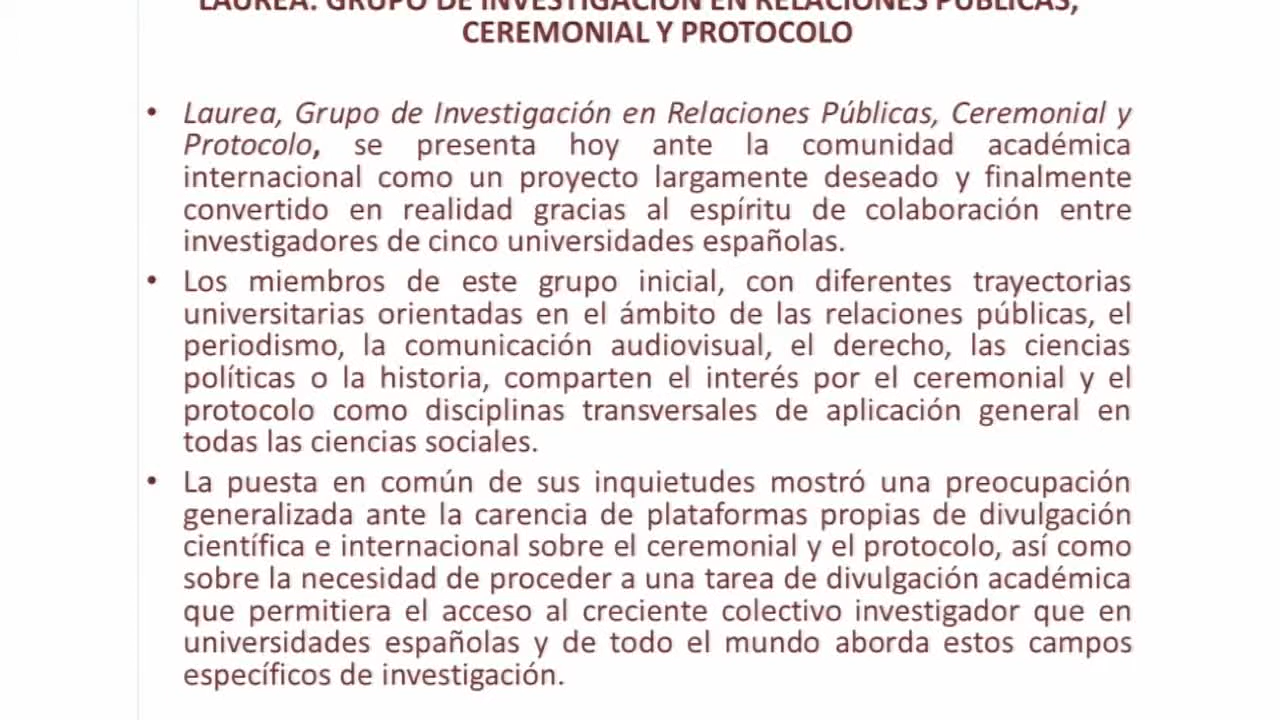 LAUREA. GRUPO DE INVESTIGACIÓN EN RELACIONES PÚBLICAS,
CEREMONIAL Y PROTOCOLO
• Laurea, Grupo de Investigación en Relaciones Públicas, Ceremonial y
Protocolo, se presenta hoy ante la comunidad académica
internacional como un proyecto largamente deseado y finalmente
convertido en realidad gracias al espíritu de colaboración entre
investigadores de cinco universidades españolas.
• Los miembros de este grupo inicial, con diferentes trayectorias
universitarias orientadas en el ámbito de las relaciones públicas, el
periodismo, la comunicación audiovisual, el derecho, las ciencias
políticas o la historia, comparten el interés por el ceremonial y el
protocolo como disciplinas transversales de aplicación general en
todas las ciencias sociales.
• La puesta en común de sus inquietudes mostró una preocupación
generalizada ante la carencia de plataformas propias de divulgación
científica e internacional sobre el ceremonial y el protocolo, así como
sobre la necesidad de proceder a una tarea de divulgación académica
que permitiera el acceso al creciente colectivo investigador que en
universidades españolas y de todo el mundo aborda estos campos
específicos de investigación.